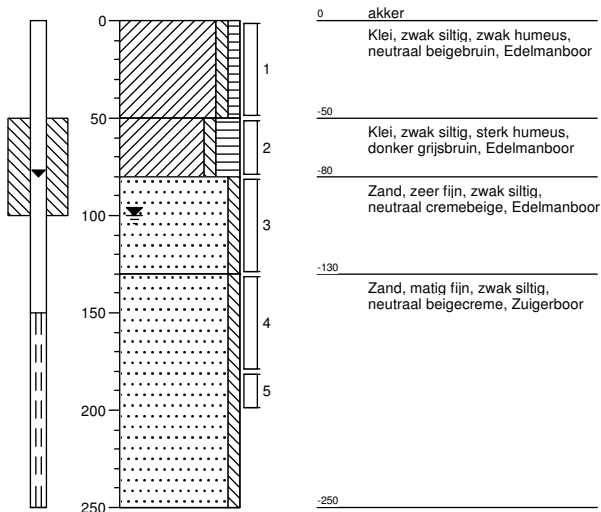 0
50
100
150
200
250
1
2
3
4
5
0 akker
Klei, zwak siltig, zwak humeus,
neutraal beigebruin, Edelmanboor
-50
Klei, zwak siltig, sterk humeus,
donker grijsbruin, Edelmanboor
-80
Zand, zeer fijn, zwak siltig,
neutraal cremebeige, Edelmanboor
-130
Zand, matig fijn, zwak siltig,
neutraal beigecreme, Zuigerboor
-250